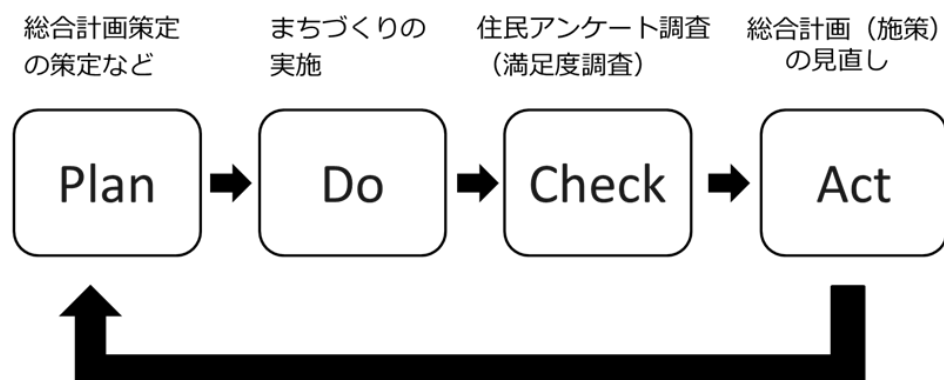 総合計画策定
の策定など
まちづくりの
実施
住民アンケート調査
（満足度調査）
総合計画（施策）
の見直し
Plan
Do
Check
Act